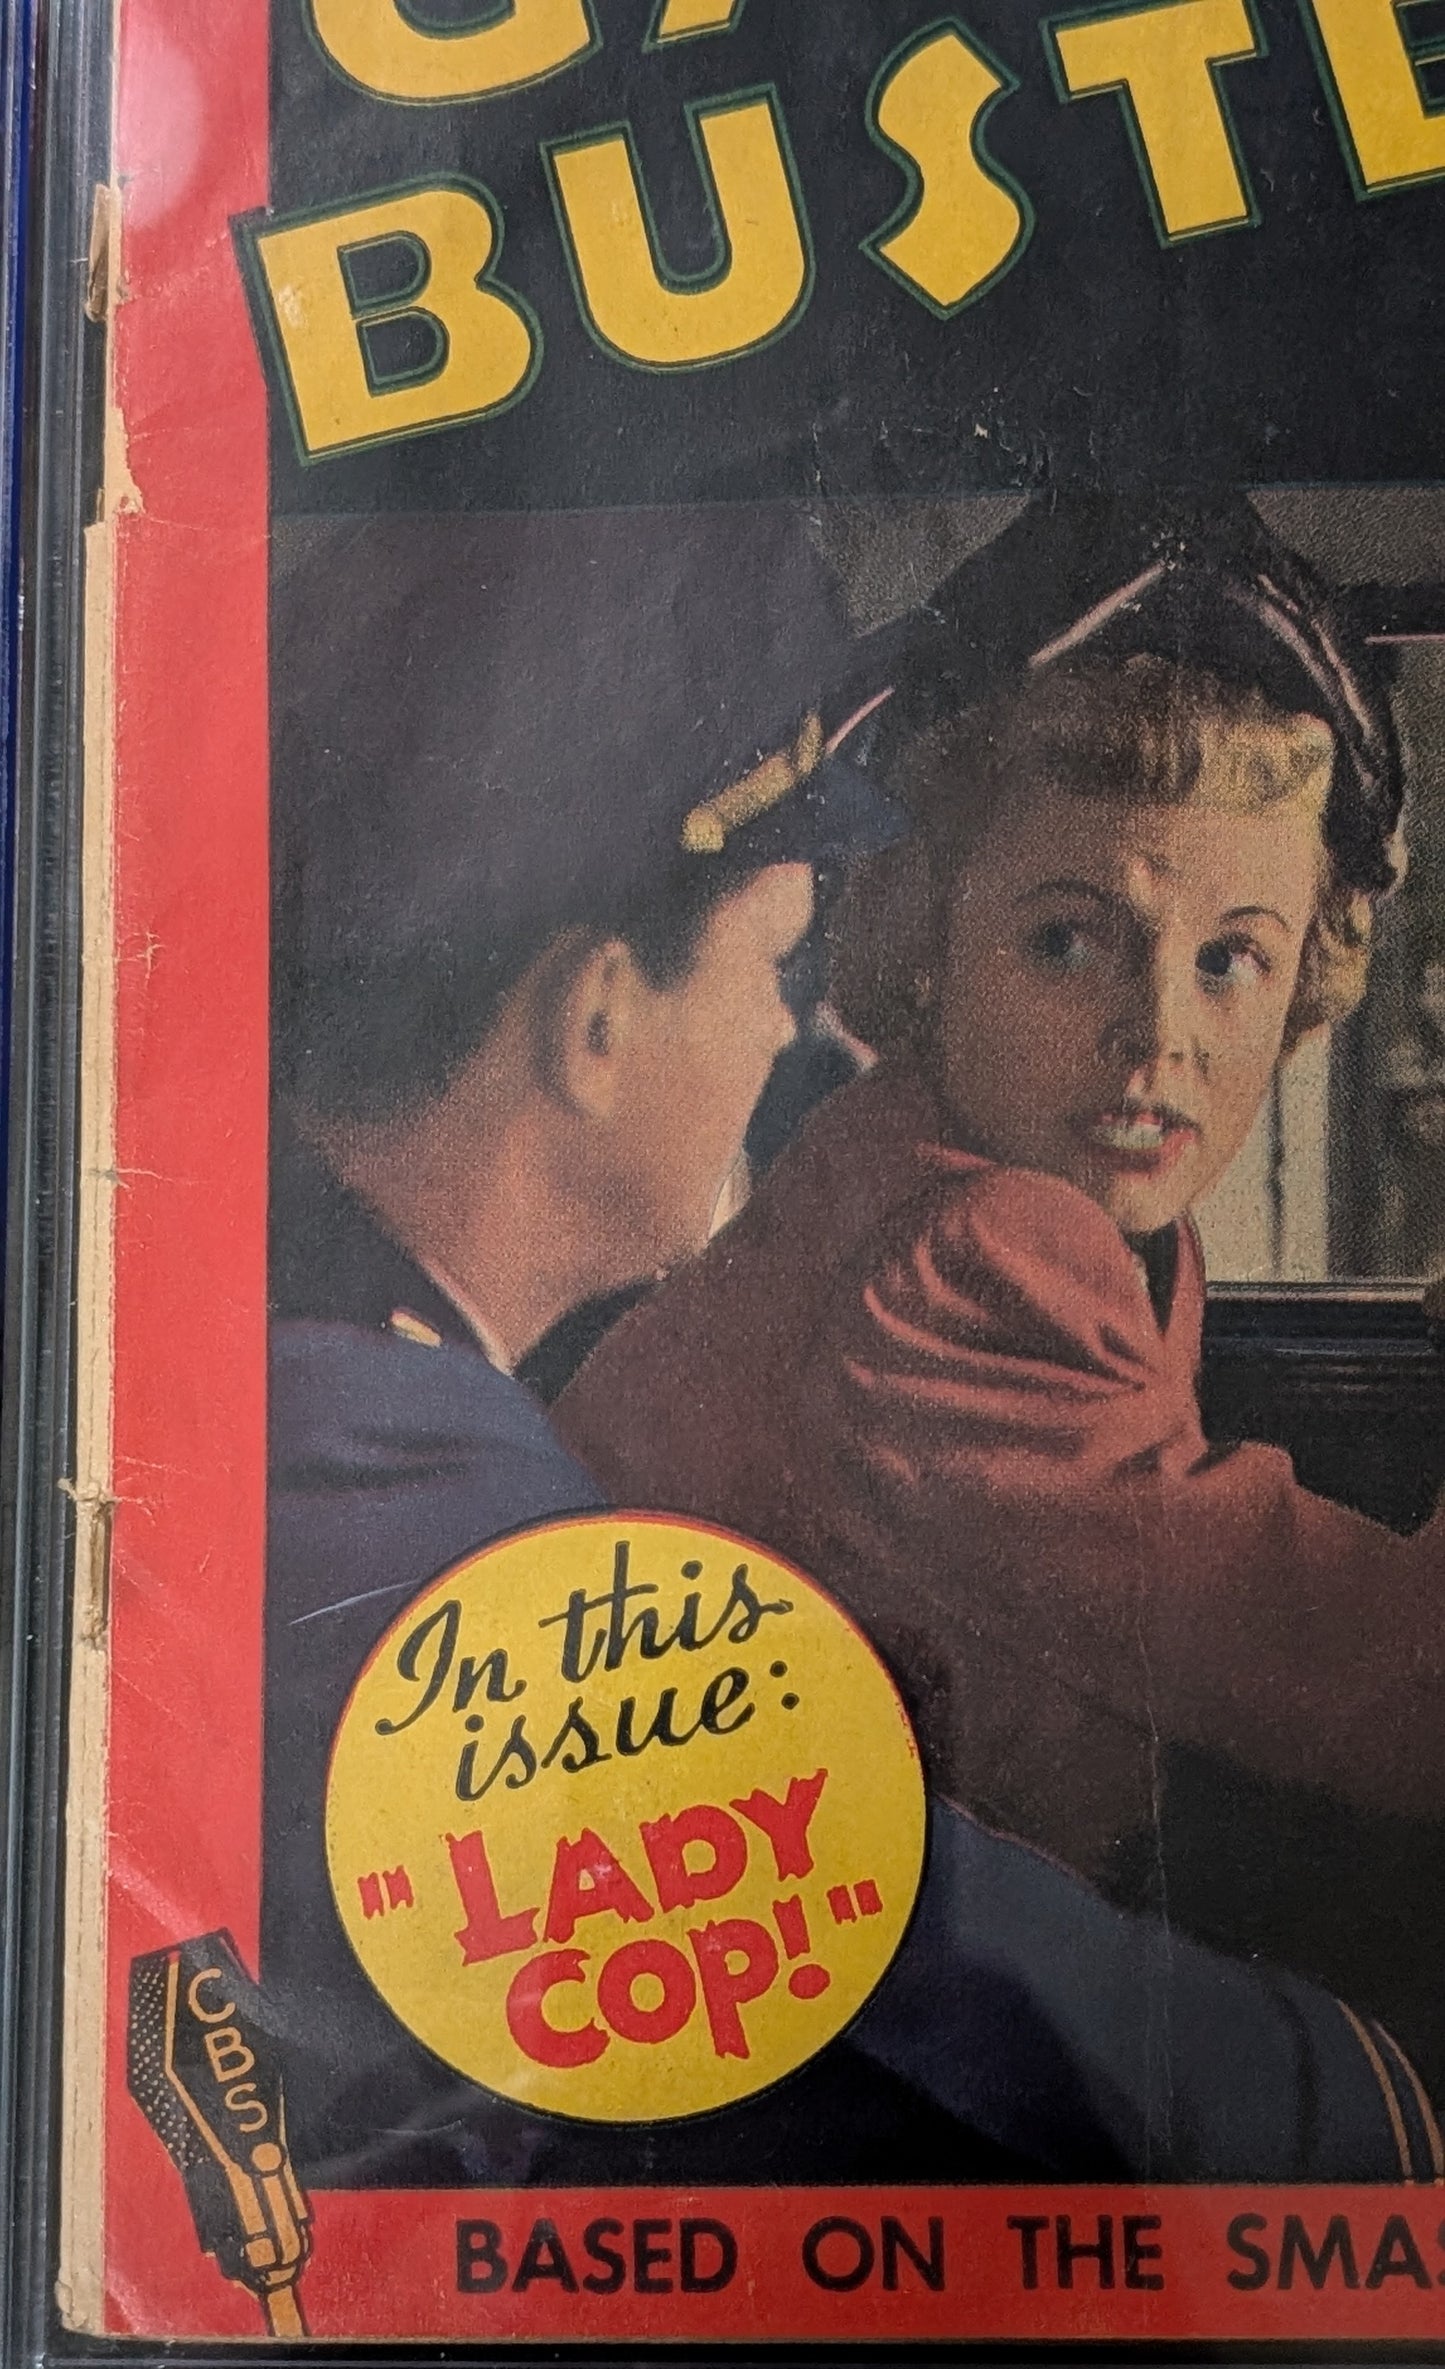 BUSTE
In this
issue:
"LADY
COP!"
CBS
BASED ON THE SMAS